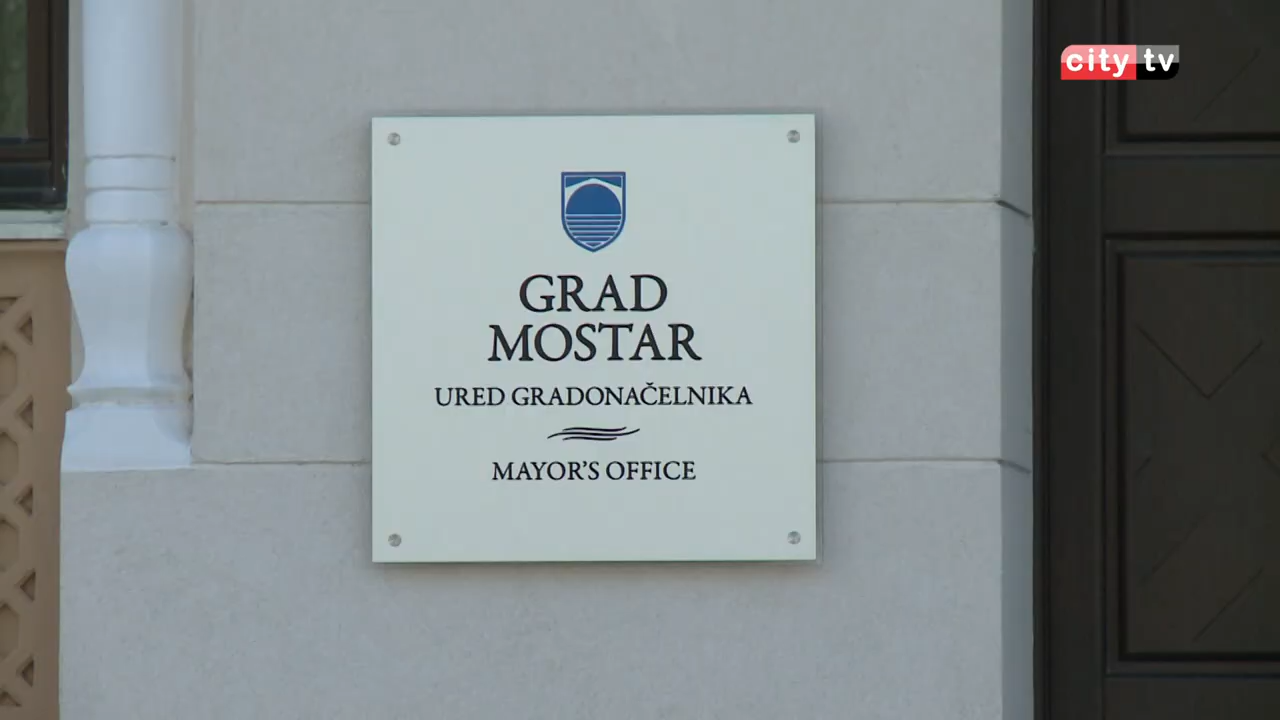 city tv
GRAD
MOSTAR
URED GRADONAČELNIKA
MAYOR'S OFFICE